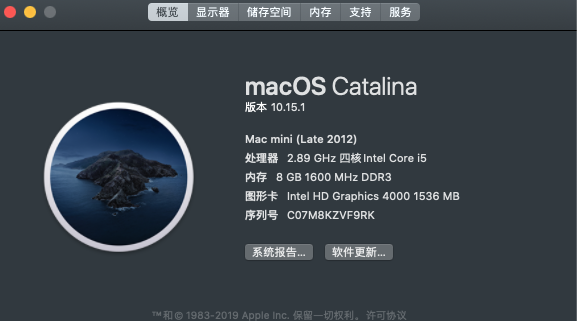 概览 显示器 储存空间 内存 支持 服务
macOS Catalina
版本 10.15.1
Mac mini (Late 2012)
处理器 2.89 GHz 四核Intel Core i5
内存 8 GB 1600 MHz DDR3
图形卡 Intel HD Graphics 4000 1536 MB
序列号 C07M8KZVF9RK
系统报告... 软件更新...
™和© 1983-2019 Apple Inc. 保留一切权利。许可协议